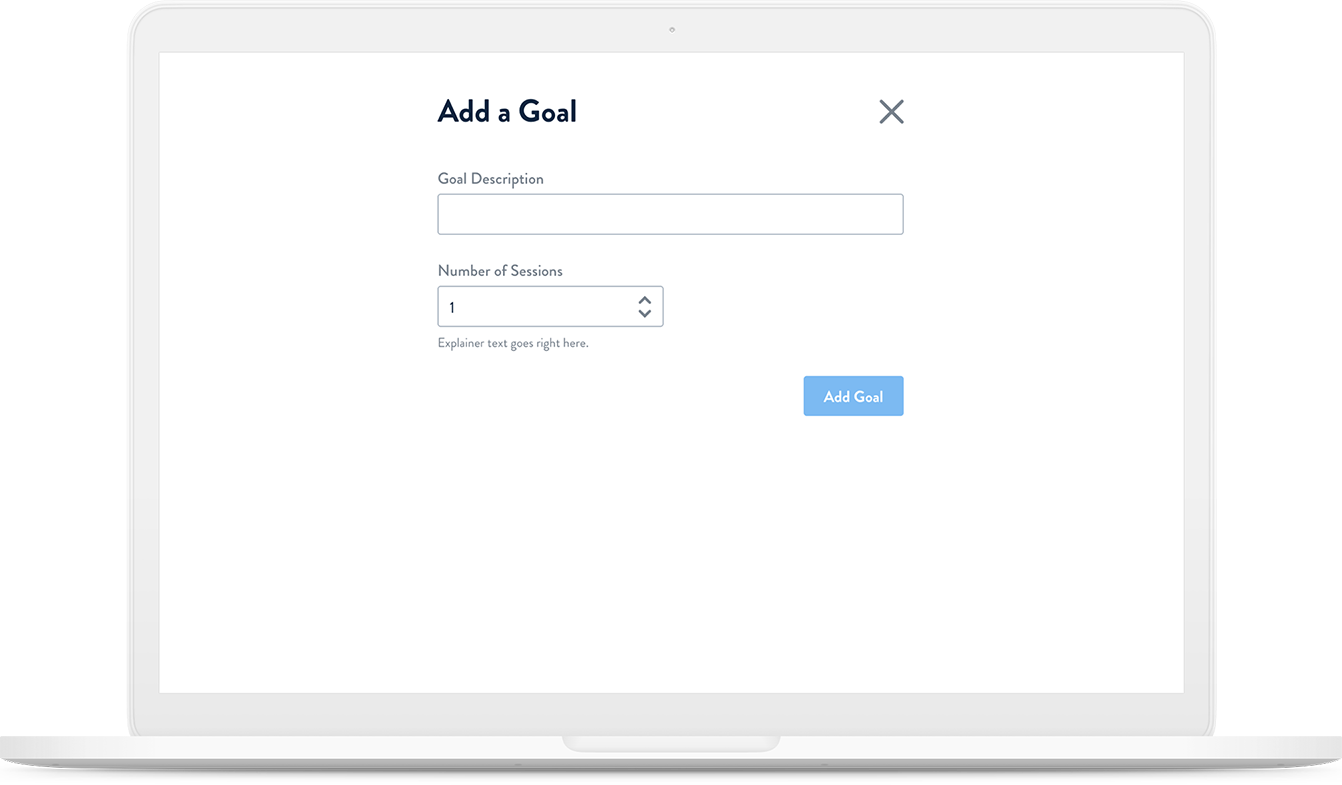 Add a Goal
Goal Description
Number of Sessions
1
Explainer text goes right here.
Add Goal